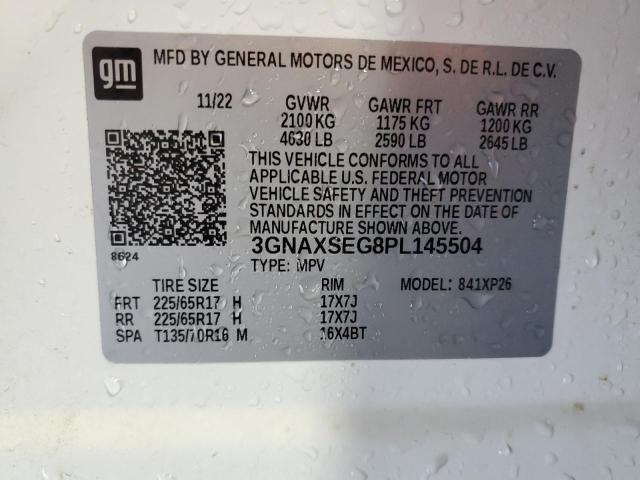 gm
MFD BY GENERAL MOTORS DE MEXICO, S. DE R.L. DE C.V.
11/22 GVWR GAWR FRT GAWR RR
2100 KG 1175 KG 1200 KG
4630 LB 2590 LB 2645 LB
THIS VEHICLE CONFORMS TO ALL
APPLICABLE U.S. FEDERAL MOTOR
VEHICLE SAFETY AND THEFT PREVENTION
STANDARDS IN EFFECT ON THE DATE OF
MANUFACTURE SHOWN ABOVE.
3GNAXSEG8PL145504
8624
TYPE: MPV
TIRE SIZE RIM MODEL: 841XP26
FRT 225/65R17 H 17X7J
RR 225/65R17 H 17X7J
SPA T135/70R16 M 16X4BT